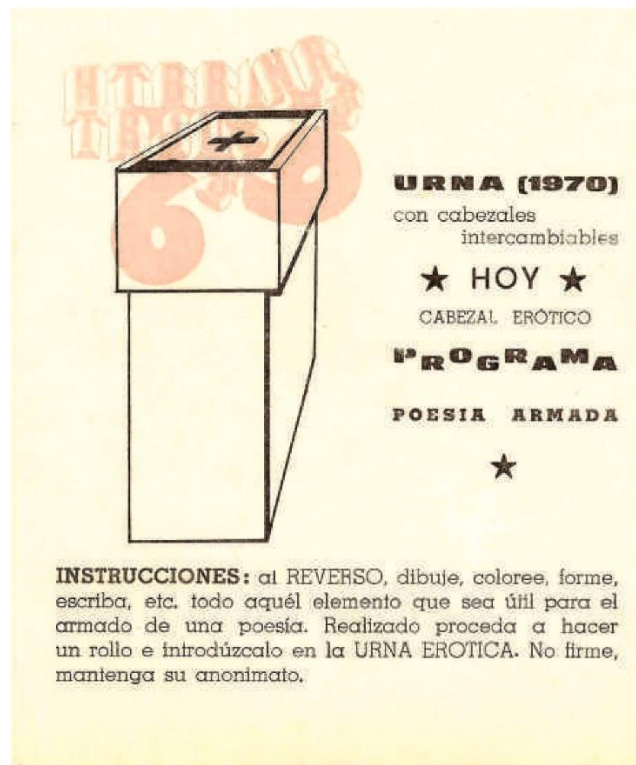 URNA (1970)
con cabezales
intercambiables
★ HOY ★
CABEZAL ERÓTICO
PROGRAMA
POESIA ARMADA
★
INSTRUCCIONES: al REVERSO, dibuje, coloree, forme,
escriba, etc. todo aquél elemento que sea útil para el
armado de una poesía. Realizado proceda a hacer
un rollo e introdúzcalo en la URNA EROTICA. No firme,
mantenga su anonimato.